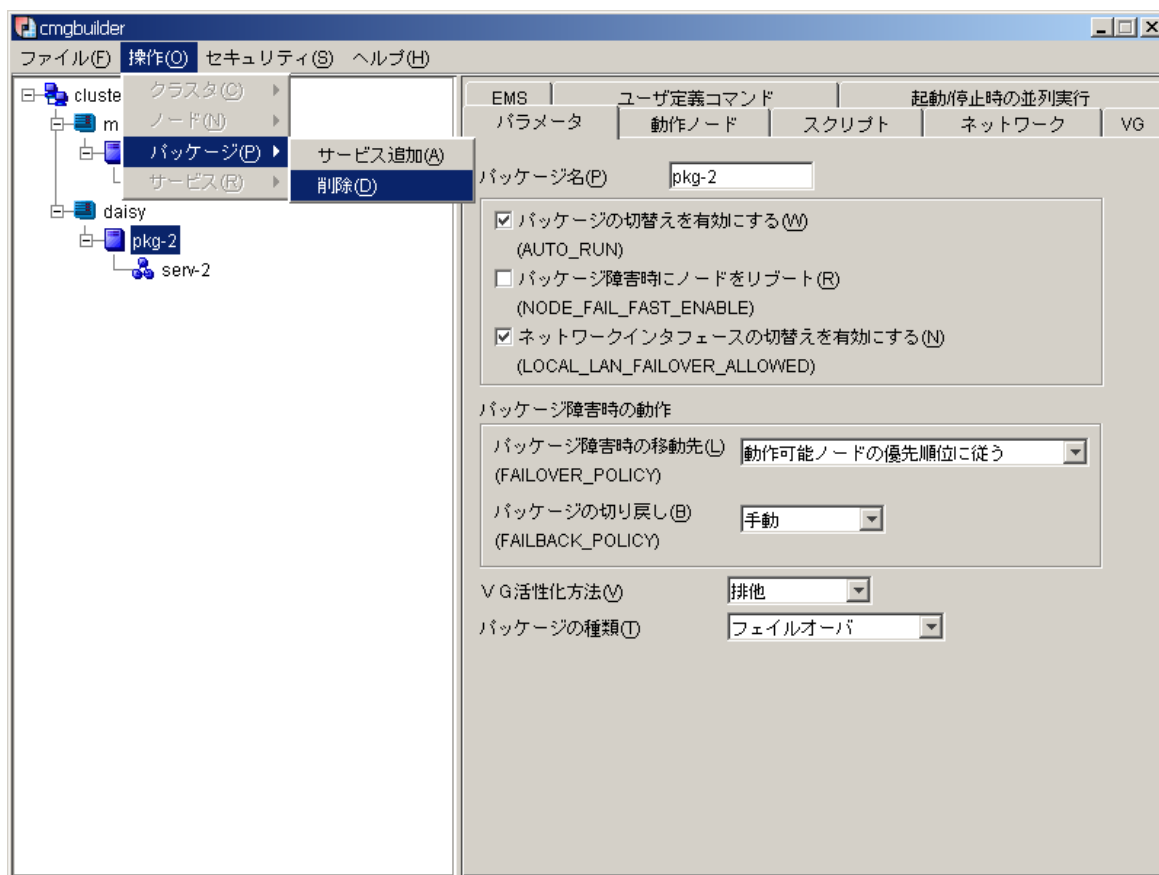 cmgbuilder
ファイル(F) 操作(O) セキュリティ(S) ヘルプ(H)
クラスタ(C)
ノード(N)
パッケージ(P)
サービス(R)
サービス追加(A)
削除(D)
cluste
m
daisy
pkg-2
serv-2
EMS ユーザ定義コマンド 起動/停止時の並列実行
パラメータ 動作ノード スクリプト ネットワーク VG
パッケージ名(P) pkg-2
パッケージの切替えを有効にする(W)
(AUTO_RUN)
パッケージ障害時にノードをリブート(R)
(NODE_FAIL_FAST_ENABLE)
ネットワークインタフェースの切替えを有効にする(N)
(LOCAL_LAN_FAILOVER_ALLOWED)
パッケージ障害時の動作
パッケージ障害時の移動先(L) 動作可能ノードの優先順位に従う
(FAILOVER_POLICY)
パッケージの切り戻し(B) 手動
(FAILBACK_POLICY)
ＶＧ活性化方法(V) 排他
パッケージの種類(T) フェイルオーバ